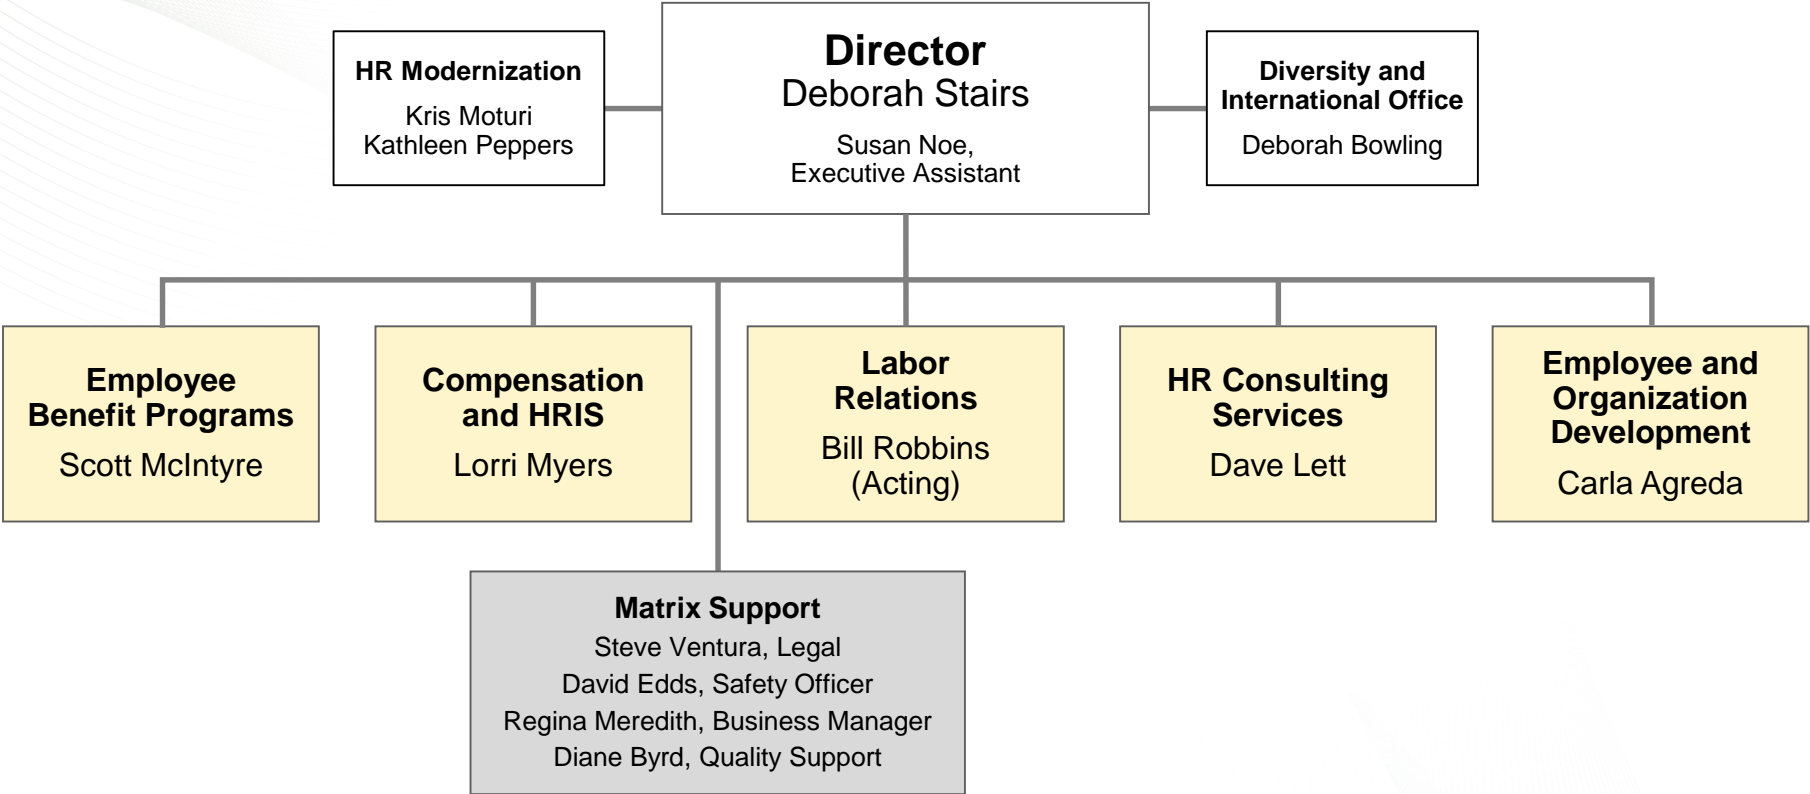 HR Modernization
Kris Moturi
Kathleen Peppers
Director
Deborah Stairs
Susan Noe,
Executive Assistant
Diversity and
International Office
Deborah Bowling
Employee
Benefit Programs
Scott McIntyre
Compensation
and HRIS
Lorri Myers
Labor
Relations
Bill Robbins
(Acting)
HR Consulting
Services
Dave Lett
Employee and
Organization
Development
Carla Agreda
Matrix Support
Steve Ventura, Legal
David Edds, Safety Officer
Regina Meredith, Business Manager
Diane Byrd, Quality Support